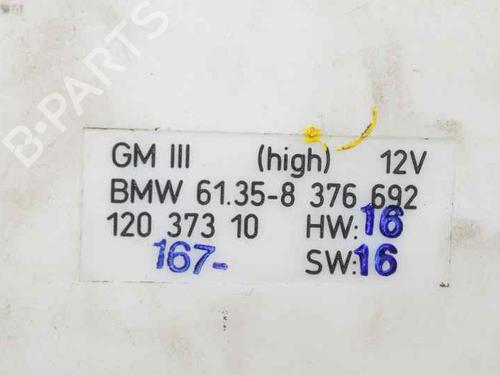 B-PARTS
GM III (high) 12V
BMW 61.35-8 376 692
120 373 10 HW:16
167- SW:16